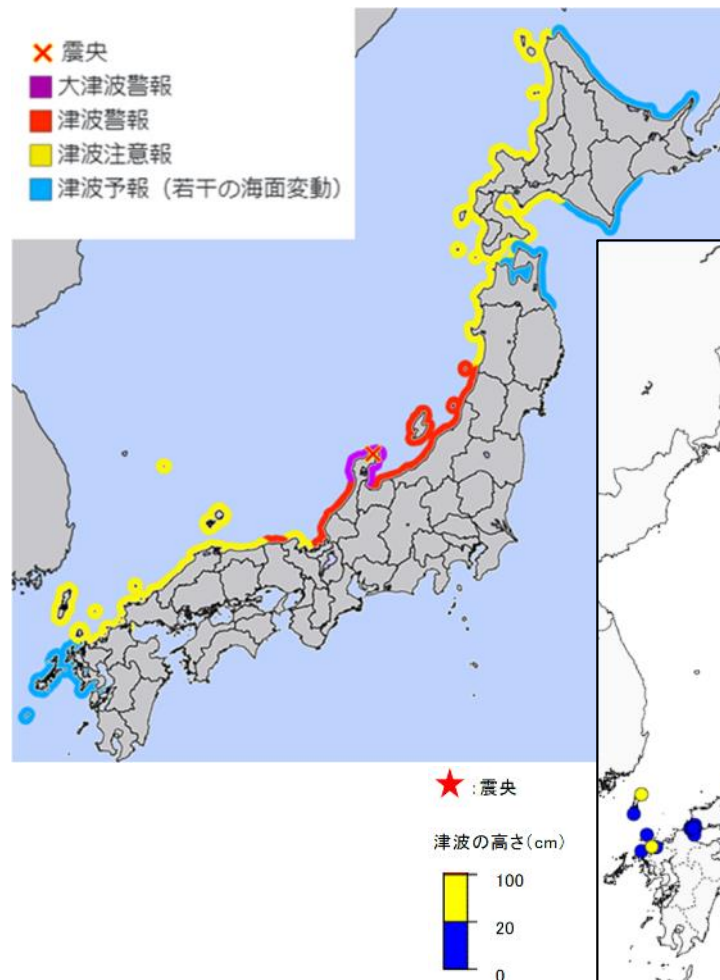 震央
大津波警報
津波警報
津波注意報
津波予報（若干の海面変動）
：震央
津波の高さ(cm)
100
20
0